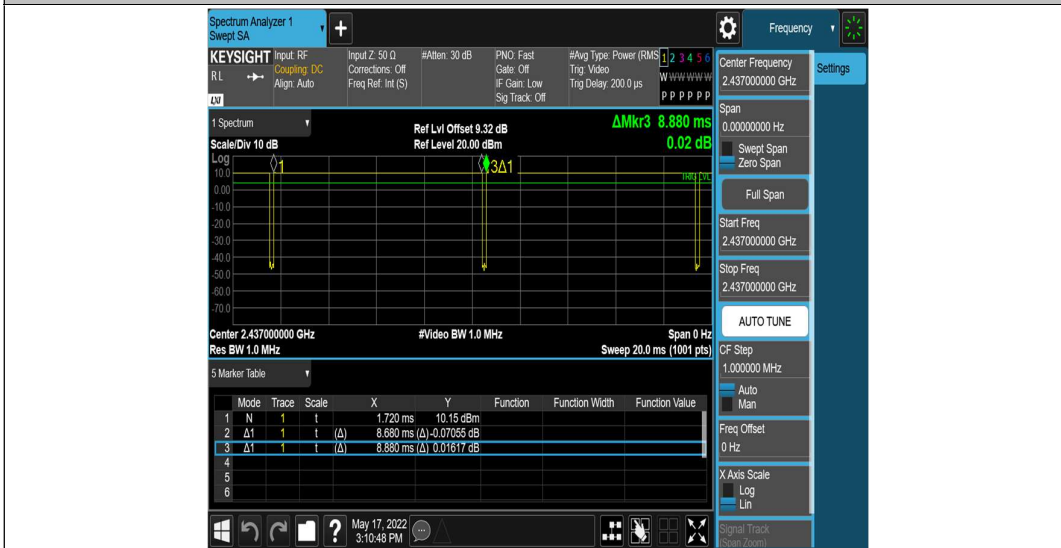 Spectrum Analyzer 1
Swept SA
Frequency
KEYSIGHT
RL
LXI
Input: RF
Coupling: DC
Align: Auto
Input Z: 50 Ω
Corrections: Off
Freq Ref: Int (S)
#Atten: 30 dB
PNO: Fast
Gate: Off
IF Gain: Low
Sig Track: Off
#Avg Type: Power (RMS
Trig: Video
Trig Delay: 200.0 µs
1 2 3 4 5 6
W W W W W W
P P P P P P
Center Frequency
2.437000000 GHz
Settings
Span
0.00000000 Hz
Swept Span
Zero Span
Full Span
Start Freq
2.437000000 GHz
Stop Freq
2.437000000 GHz
AUTO TUNE
CF Step
1.000000 MHz
Auto
Man
Freq Offset
0 Hz
X Axis Scale
Log
Lin
Signal Track
(Span Zoom)
1 Spectrum
Scale/Div 10 dB
Ref Lvl Offset 9.32 dB
Ref Level 20.00 dBm
ΔMkr3 8.880 ms
0.02 dB
Log
1
3Δ1
TRIG LVL
10.0
0.00
-10.0
-20.0
-30.0
-40.0
-50.0
-60.0
-70.0
Center 2.437000000 GHz #Video BW 1.0 MHz Span 0 Hz
Res BW 1.0 MHz Sweep 20.0 ms (1001 pts)
5 Marker Table
Mode Trace Scale X Y Function Function Width Function Value
1 N 1 t 1.720 ms 10.15 dBm
2 Δ1 1 t (Δ) 8.680 ms (Δ) -0.07055 dB
3 Δ1 1 t (Δ) 8.880 ms (Δ) 0.01617 dB
4
5
6
?
May 17, 2022
3:10:48 PM